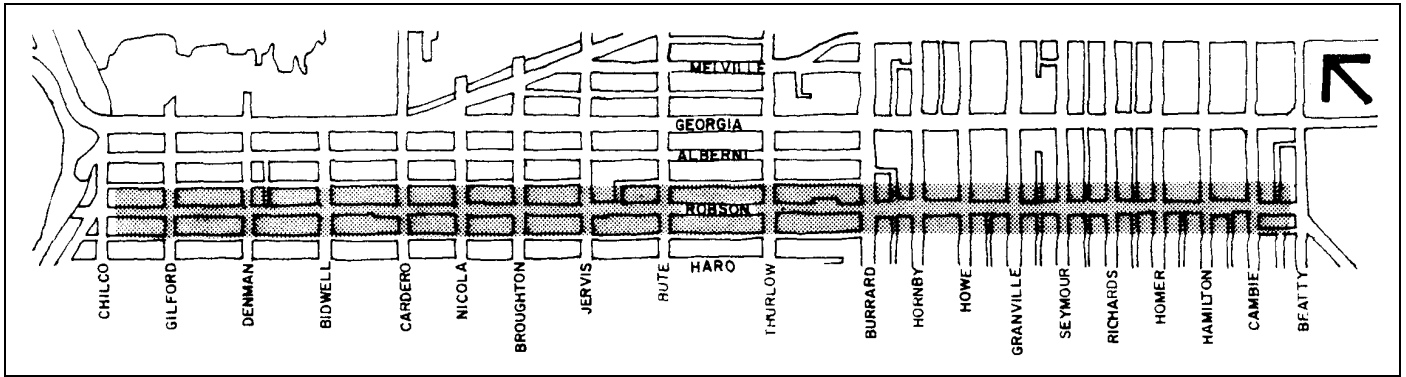 MELVILLE
GEORGIA
ALBERNI
ROBSON
HARO
CHILCO
GILFORD
DENMAN
BIDWELL
CARDERO
NICOLA
BROUGHTON
JERVIS
BUTE
THURLOW
BURRARD
HORNBY
HOWE
GRANVILLE
SEYMOUR
RICHARDS
HOMER
HAMILTON
CAMBIE
BEATTY